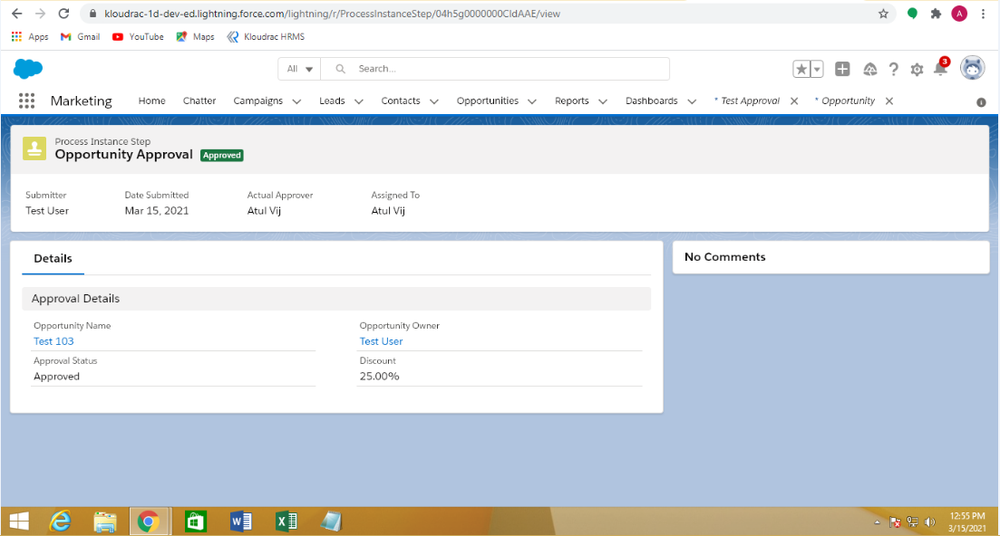 kloudrac-1d-dev-ed.lightning.force.com/lightning/r/ProcessInstanceStep/04h5g0000000CIdAAE/view
A
Apps Gmail YouTube Maps Kloudrac HRMS
All Search...
3
Marketing Home Chatter Campaigns Leads Contacts Opportunities Reports Dashboards * Test Approval * Opportunity
Process Instance Step
Opportunity Approval Approved
Submitter Date Submitted Actual Approver Assigned To
Test User Mar 15, 2021 Atul Vij Atul Vij
Details
No Comments
Approval Details
Opportunity Name Opportunity Owner
Test 103 Test User
Approval Status Discount
Approved 25.00%
12:55 PM
3/15/2021